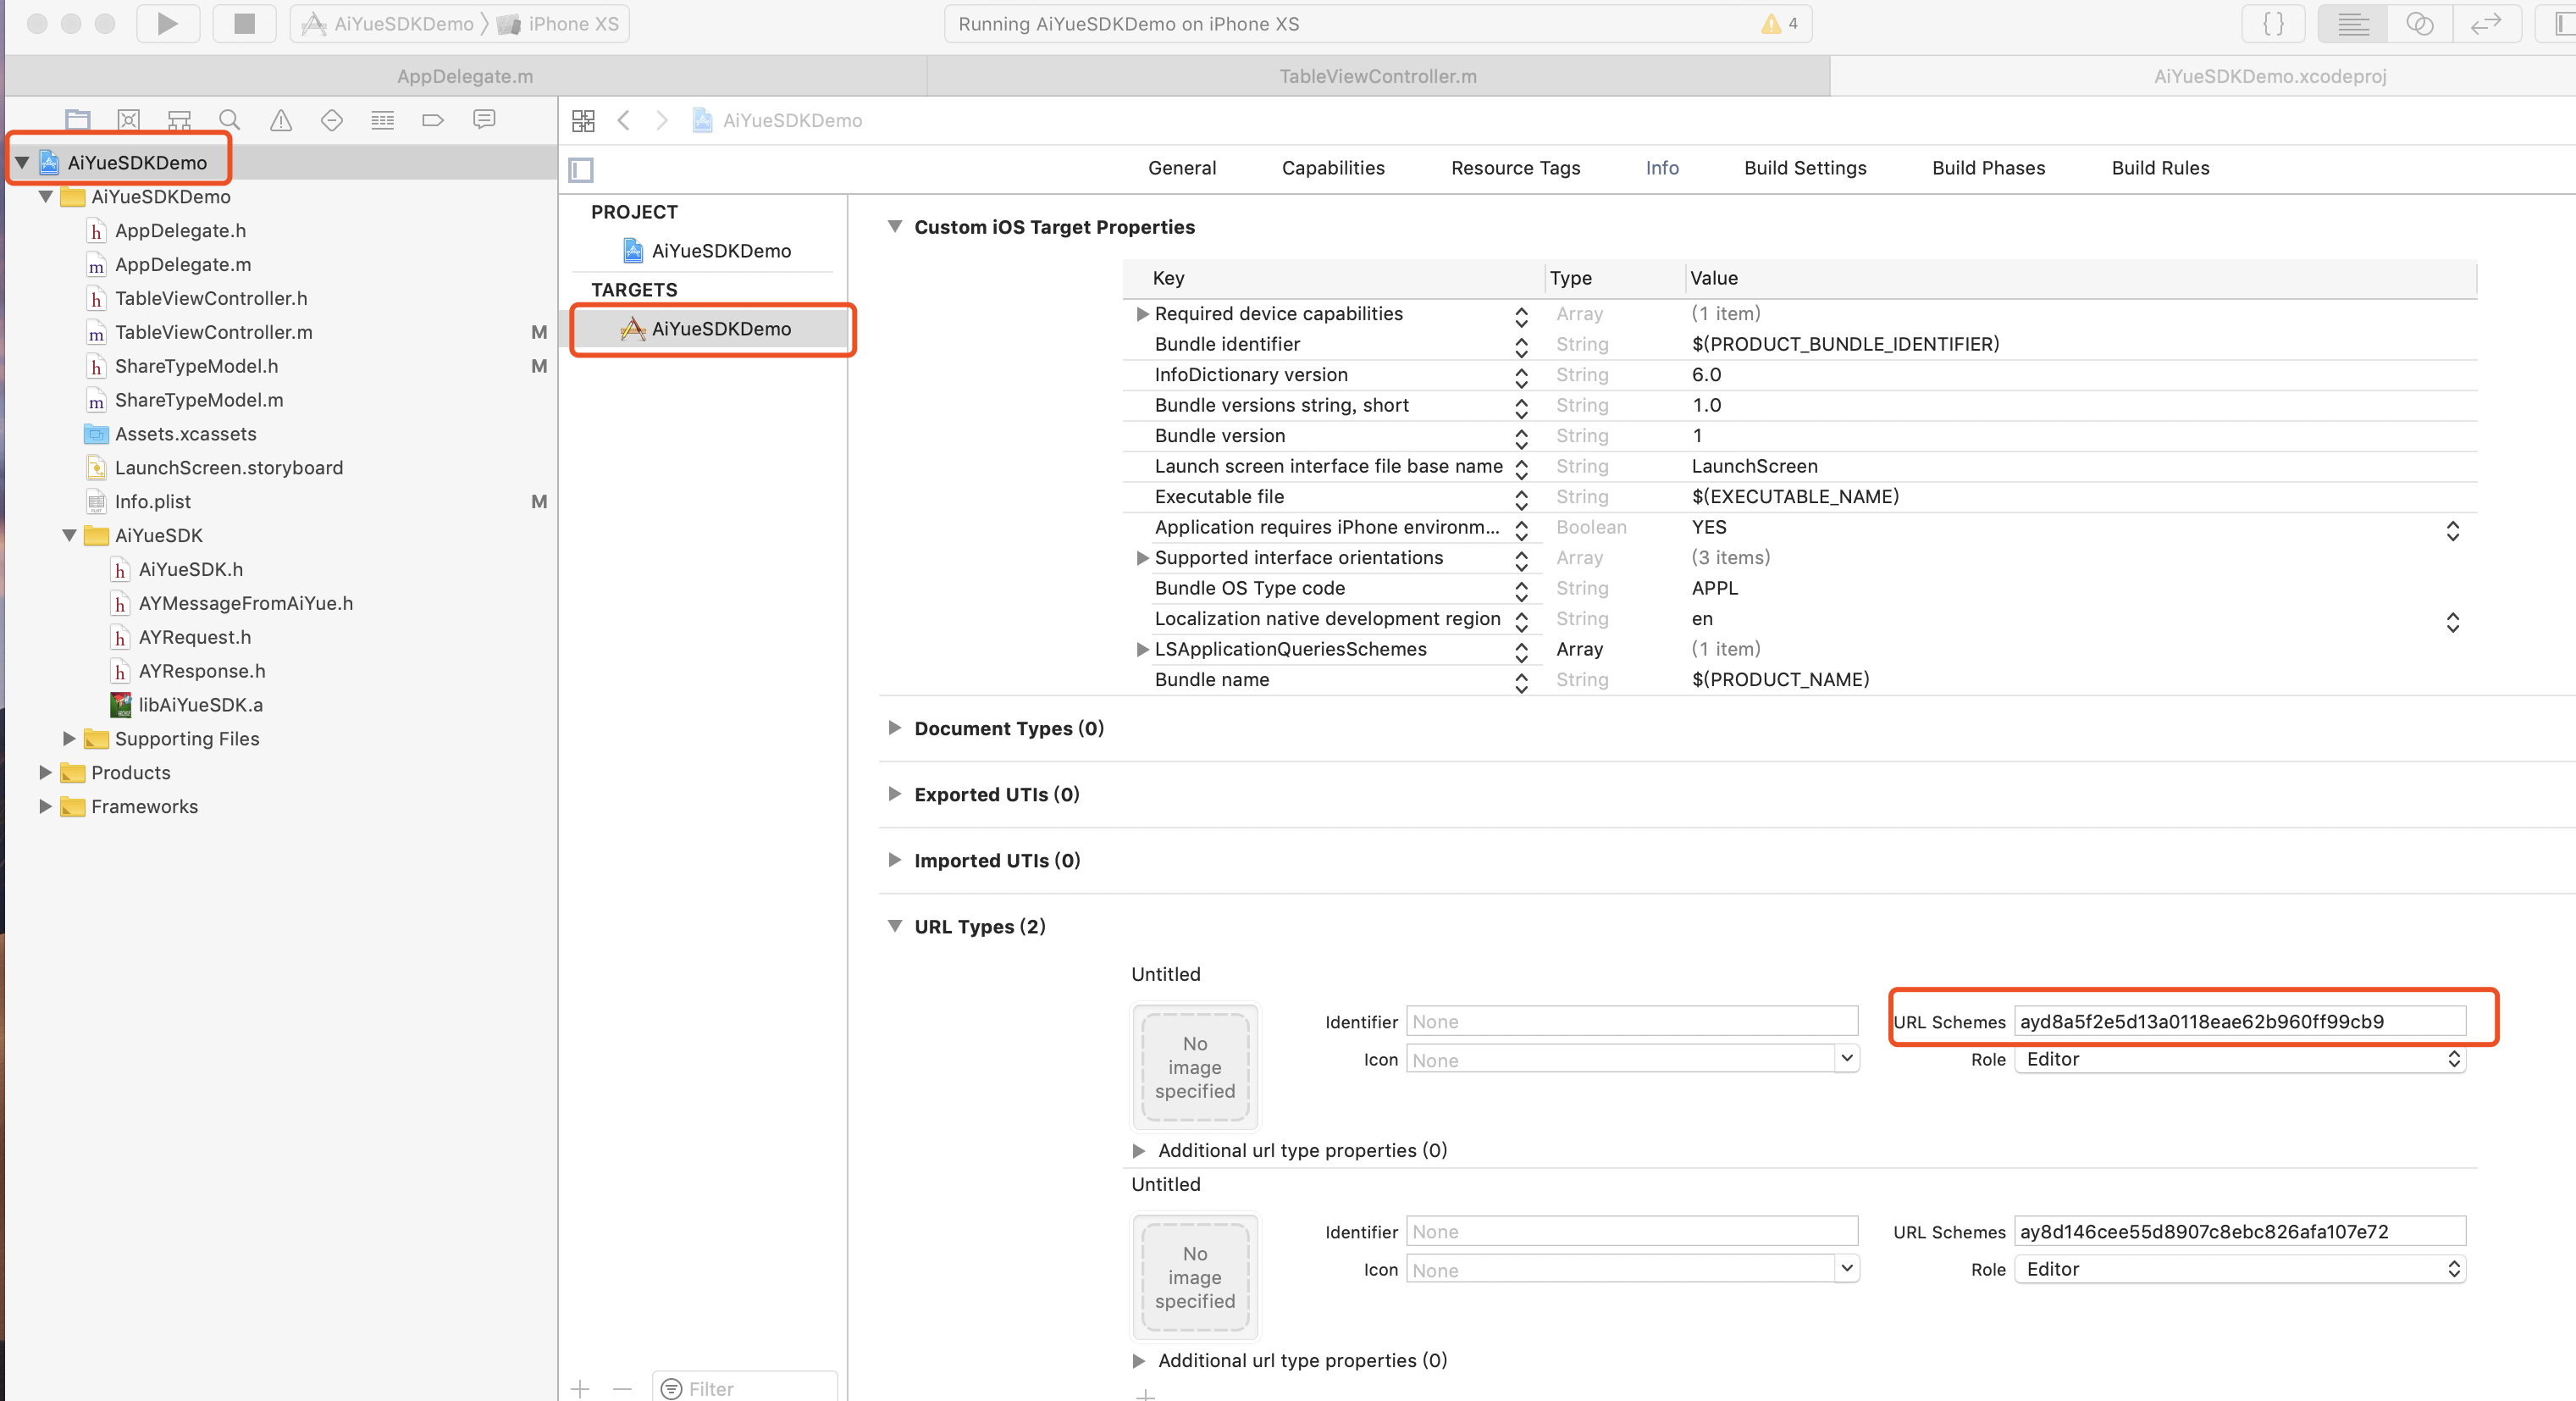 AiYueSDKDemo iPhone XS
Running AiYueSDKDemo on iPhone XS 4
{ }
AppDelegate.m
TableViewController.m
AiYueSDKDemo.xcodeproj
AiYueSDKDemo
General Capabilities Resource Tags Info Build Settings Build Phases Build Rules
AiYueSDKDemo
AiYueSDKDemo
h AppDelegate.h
m AppDelegate.m
h TableViewController.h
m TableViewController.m M
h ShareTypeModel.h M
m ShareTypeModel.m
Assets.xcassets
LaunchScreen.storyboard
Info.plist M
AiYueSDK
h AiYueSDK.h
h AYMessageFromAiYue.h
h AYRequest.h
h AYResponse.h
libAiYueSDK.a
Supporting Files
Products
Frameworks
PROJECT
AiYueSDKDemo
TARGETS
AiYueSDKDemo
Filter
Custom iOS Target Properties
Key Type Value
Required device capabilities Array (1 item)
Bundle identifier String $(PRODUCT_BUNDLE_IDENTIFIER)
InfoDictionary version String 6.0
Bundle versions string, short String 1.0
Bundle version String 1
Launch screen interface file base name String LaunchScreen
Executable file String $(EXECUTABLE_NAME)
Application requires iPhone environm... Boolean YES
Supported interface orientations Array (3 items)
Bundle OS Type code String APPL
Localization native development region String en
LSApplicationQueriesSchemes Array (1 item)
Bundle name String $(PRODUCT_NAME)
Document Types (0)
Exported UTIs (0)
Imported UTIs (0)
URL Types (2)
Untitled
No
image
specified
Identifier None
URL Schemes ayd8a5f2e5d13a0118eae62b960ff99cb9
Icon None
Role Editor
Additional url type properties (0)
Untitled
No
image
specified
Identifier None
URL Schemes ay8d146cee55d8907c8ebc826afa107e72
Icon None
Role Editor
Additional url type properties (0)